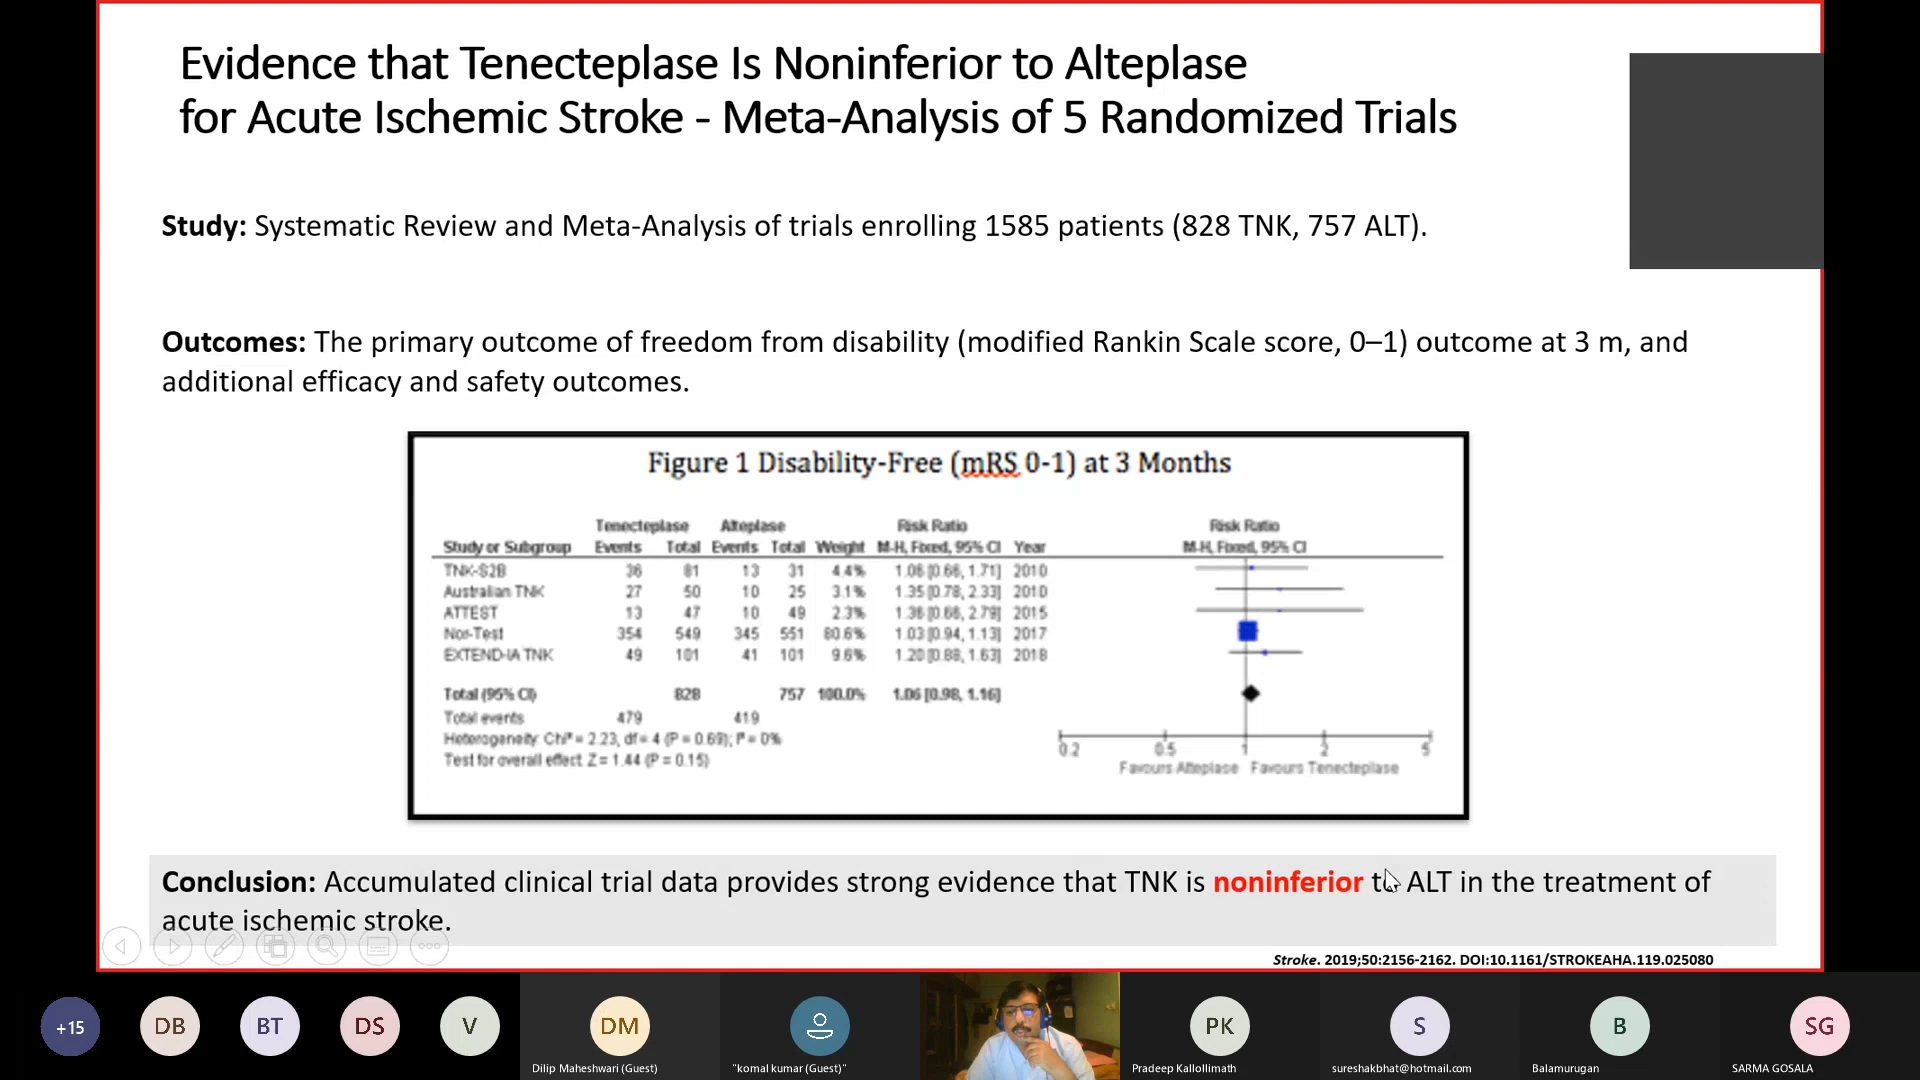 Evidence that Tenecteplase Is Noninferior to Alteplase
for Acute Ischemic Stroke - Meta-Analysis of 5 Randomized Trials
Study: Systematic Review and Meta-Analysis of trials enrolling 1585 patients (828 TNK, 757 ALT).
Outcomes: The primary outcome of freedom from disability (modified Rankin Scale score, 0–1) outcome at 3 m, and
additional efficacy and safety outcomes.
Figure 1 Disability-Free (mRS 0-1) at 3 Months
Tenecteplase Alteplase Risk Ratio Risk Ratio
Study or Subgroup Events Total Events Total Weight M-H, Fixed, 95% CI Year M-H, Fixed, 95% CI
TNK-S2B 36 81 13 31 4.4% 1.06 [0.66, 1.71] 2010
Australian TNK 27 50 10 25 3.1% 1.35 [0.78, 2.33] 2010
ATTEST 13 47 10 49 2.3% 1.36 [0.66, 2.79] 2015
Nor-Test 354 549 345 551 80.6% 1.03 [0.94, 1.13] 2017
EXTEND-IA TNK 49 101 41 101 9.6% 1.20 [0.88, 1.63] 2018
Total (95% CI) 828 757 100.0% 1.06 [0.98, 1.16]
Total events 479 419
Heterogeneity: Chi² = 2.23, df = 4 (P = 0.69); I² = 0%
Test for overall effect: Z = 1.44 (P = 0.15)
0.2 0.5 1 2 5
Favours Alteplase Favours Tenecteplase
Conclusion: Accumulated clinical trial data provides strong evidence that TNK is noninferior to ALT in the treatment of
acute ischemic stroke.
Stroke. 2019;50:2156-2162. DOI:10.1161/STROKEAHA.119.025080
+15 DB BT DS V DM PK S B SG
Dilip Maheshwari (Guest) "komal kumar (Guest)" Pradeep Kallollimath sureshakbhat@hotmail.com Balamurugan SARMA GOSALA